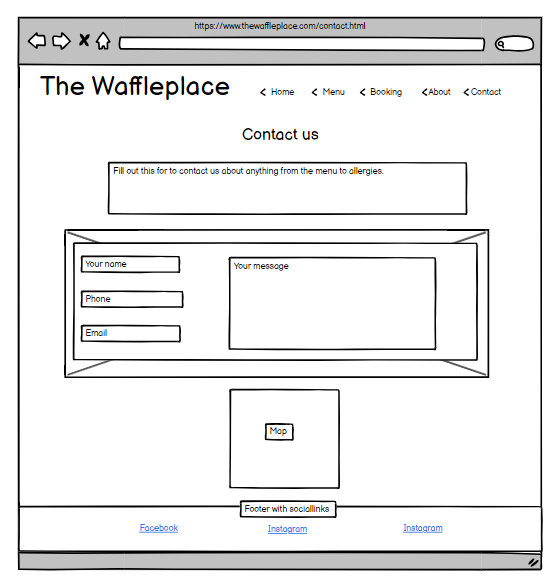 https://www.thewaffleplace.com/contact.html
The Waffleplace
< Home < Menu < Booking <About <Contact
Contact us
Fill out this for to contact us about anything from the menu to allergies.
Your name
Your message
Phone
Email
Map
Footer with sociallinks
Facebook Instagram Instagram